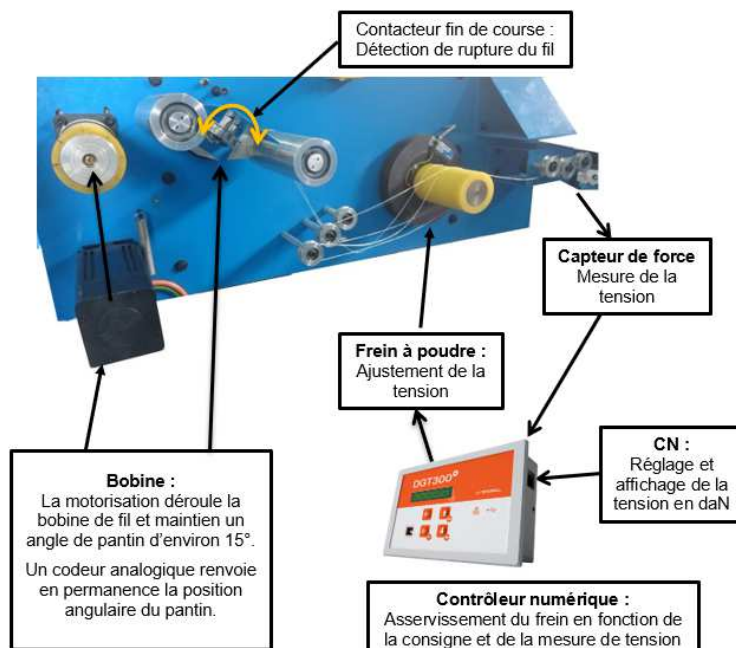 Contacteur fin de course :
Détection de rupture du fil
Capteur de force
Mesure de la
tension
Frein à poudre :
Ajustement de la
tension
CN :
Réglage et
affichage de la
tension en daN
Bobine :
La motorisation déroule la
bobine de fil et maintien un
angle de pantin d'environ 15°.
Un codeur analogique renvoie
en permanence la position
angulaire du pantin.
DGT300
Contrôleur numérique :
Asservissement du frein en fonction de
la consigne et de la mesure de tension